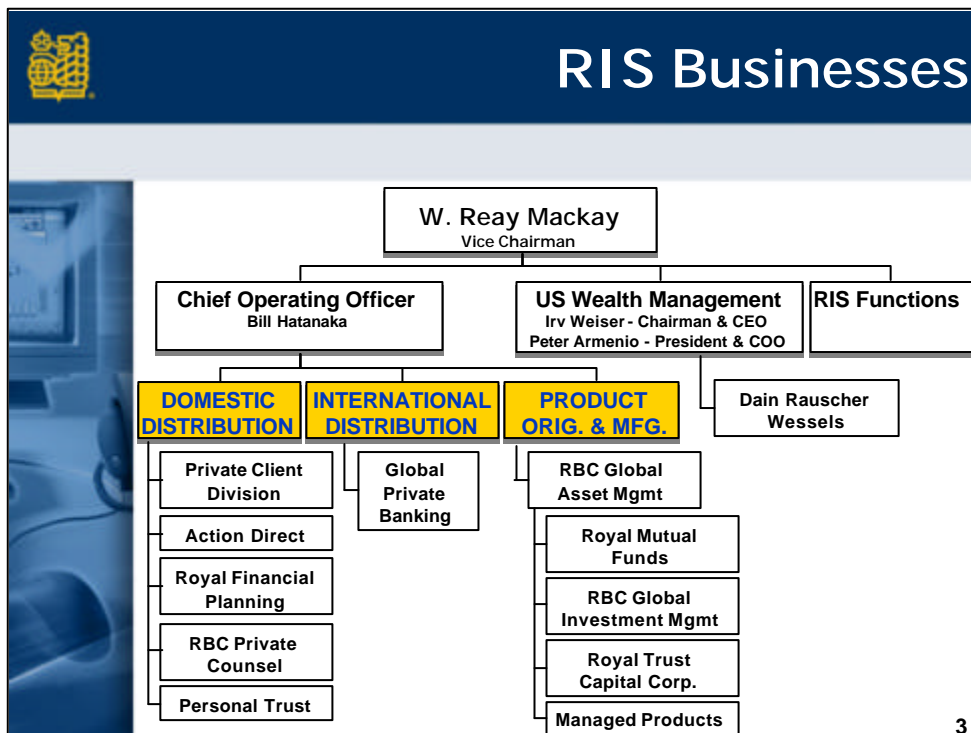 RIS Businesses
W. Reay Mackay
Vice Chairman
Chief Operating Officer
Bill Hatanaka
US Wealth Management
Irv Weiser - Chairman & CEO
Peter Armenio - President & COO
RIS Functions
DOMESTIC
DISTRIBUTION
INTERNATIONAL
DISTRIBUTION
PRODUCT
ORIG. & MFG.
Dain Rauscher
Wessels
Private Client
Division
Action Direct
Royal Financial
Planning
RBC Private
Counsel
Personal Trust
Global
Private
Banking
RBC Global
Asset Mgmt
Royal Mutual
Funds
RBC Global
Investment Mgmt
Royal Trust
Capital Corp.
Managed Products
3